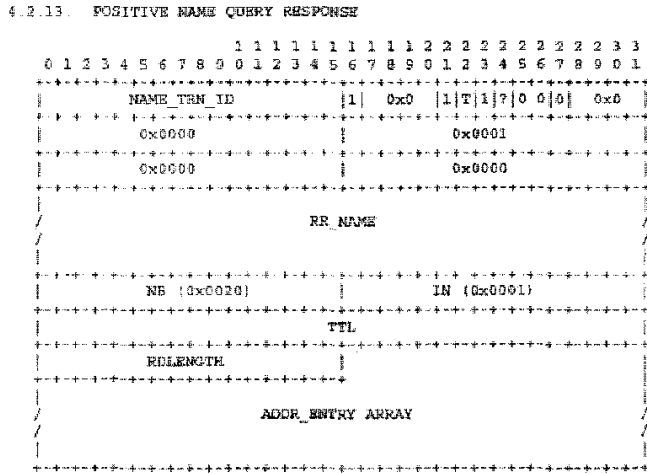 4.2.13. POSITIVE NAME QUERY RESPONSE
1 1 1 1 1 1 1 1 1 1 2 2 2 2 2 2 2 2 2 2 3 3
0 1 2 3 4 5 6 7 8 9 0 1 2 3 4 5 6 7 8 9 0 1 2 3 4 5 6 7 8 9 0 1
+-+-+-+-+-+-+-+-+-+-+-+-+-+-+-+-+-+-+-+-+-+-+-+-+-+-+-+-+-+-+-+-+
| NAME_TRN_ID |1| 0x0 |1|T|1|?|0 0|0| 0x0 |
+-+-+-+-+-+-+-+-+-+-+-+-+-+-+-+-+-+-+-+-+-+-+-+-+-+-+-+-+-+-+-+-+
| 0x0000 | 0x0001 |
+-+-+-+-+-+-+-+-+-+-+-+-+-+-+-+-+-+-+-+-+-+-+-+-+-+-+-+-+-+-+-+-+
| 0x0000 | 0x0000 |
+-+-+-+-+-+-+-+-+-+-+-+-+-+-+-+-+-+-+-+-+-+-+-+-+-+-+-+-+-+-+-+-+
| |
/ RR_NAME /
/ /
| |
+-+-+-+-+-+-+-+-+-+-+-+-+-+-+-+-+-+-+-+-+-+-+-+-+-+-+-+-+-+-+-+-+
| NB (0x0020) | IN (0x0001) |
+-+-+-+-+-+-+-+-+-+-+-+-+-+-+-+-+-+-+-+-+-+-+-+-+-+-+-+-+-+-+-+-+
| TTL |
+-+-+-+-+-+-+-+-+-+-+-+-+-+-+-+-+-+-+-+-+-+-+-+-+-+-+-+-+-+-+-+-+
| RDLENGTH |
+-+-+-+-+-+-+-+-+-+-+-+-+-+-+-+-+
| |
/ ADDR_ENTRY ARRAY /
/ /
| |
+-+-+-+-+-+-+-+-+-+-+-+-+-+-+-+-+-+-+-+-+-+-+-+-+-+-+-+-+-+-+-+-+